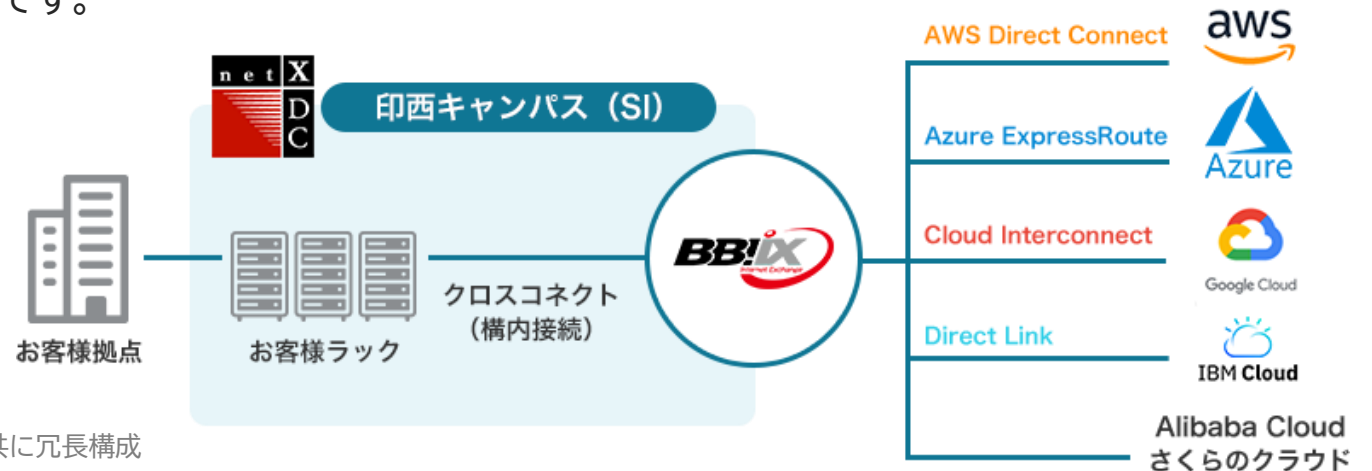 です。
netX
DC
印西キャンパス（SI）
お客様拠点
お客様ラック
クロスコネクト
（構内接続）
BB!iX
Internet Exchange
AWS Direct Connect
aws
Azure ExpressRoute
Azure
Cloud Interconnect
Google Cloud
Direct Link
IBM Cloud
Alibaba Cloud
さくらのクラウド
共に冗長構成